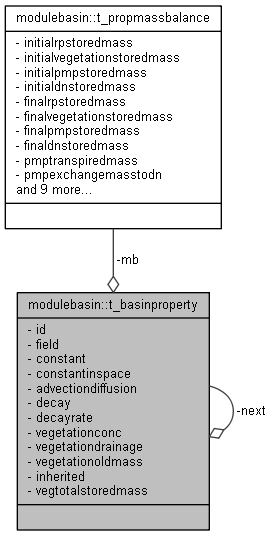 modulebasin::t_propmassbalance
- initialrpstoredmass
- initialvegetationstoredmass
- initialpmpstoredmass
- initialdnstoredmass
- finalrpstoredmass
- finalvegetationstoredmass
- finalpmpstoredmass
- finaldnstoredmass
- pmptranspiredmass
- pmpexchangemasstodn
and 9 more...
-mb
modulebasin::t_basinproperty
- id
- field
- constant
- constantinspace
- advectiondiffusion
- decay
- decayrate
- vegetationconc
- vegetationdrainage
- vegetationoldmass
- inherited
- vegtotalstoredmass
-next